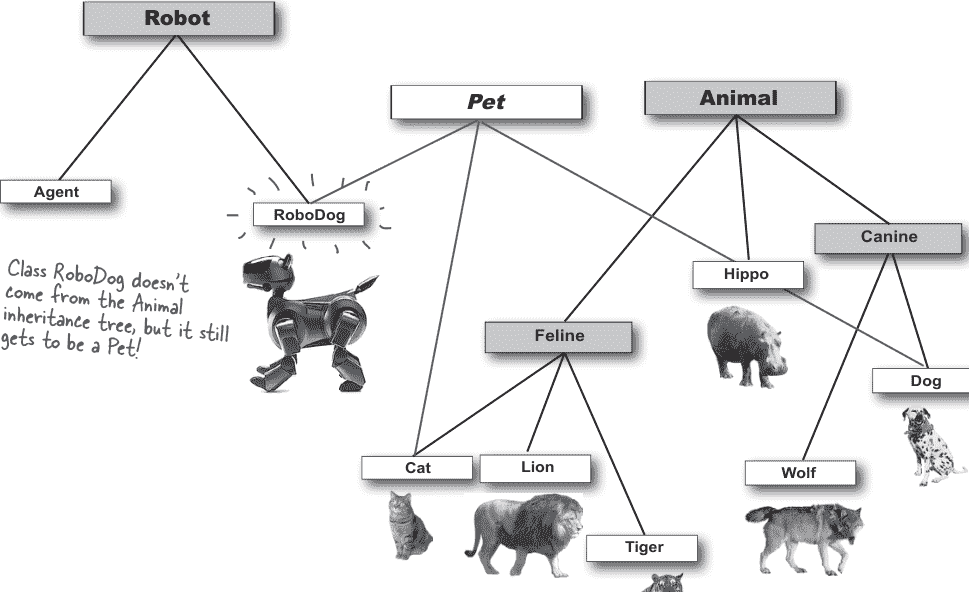 Robot
Pet
Animal
Agent
RoboDog
Canine
Class RoboDog doesn't
come from the Animal
inheritance tree, but it still
gets to be a Pet!
Hippo
Feline
Dog
Cat
Lion
Wolf
Tiger